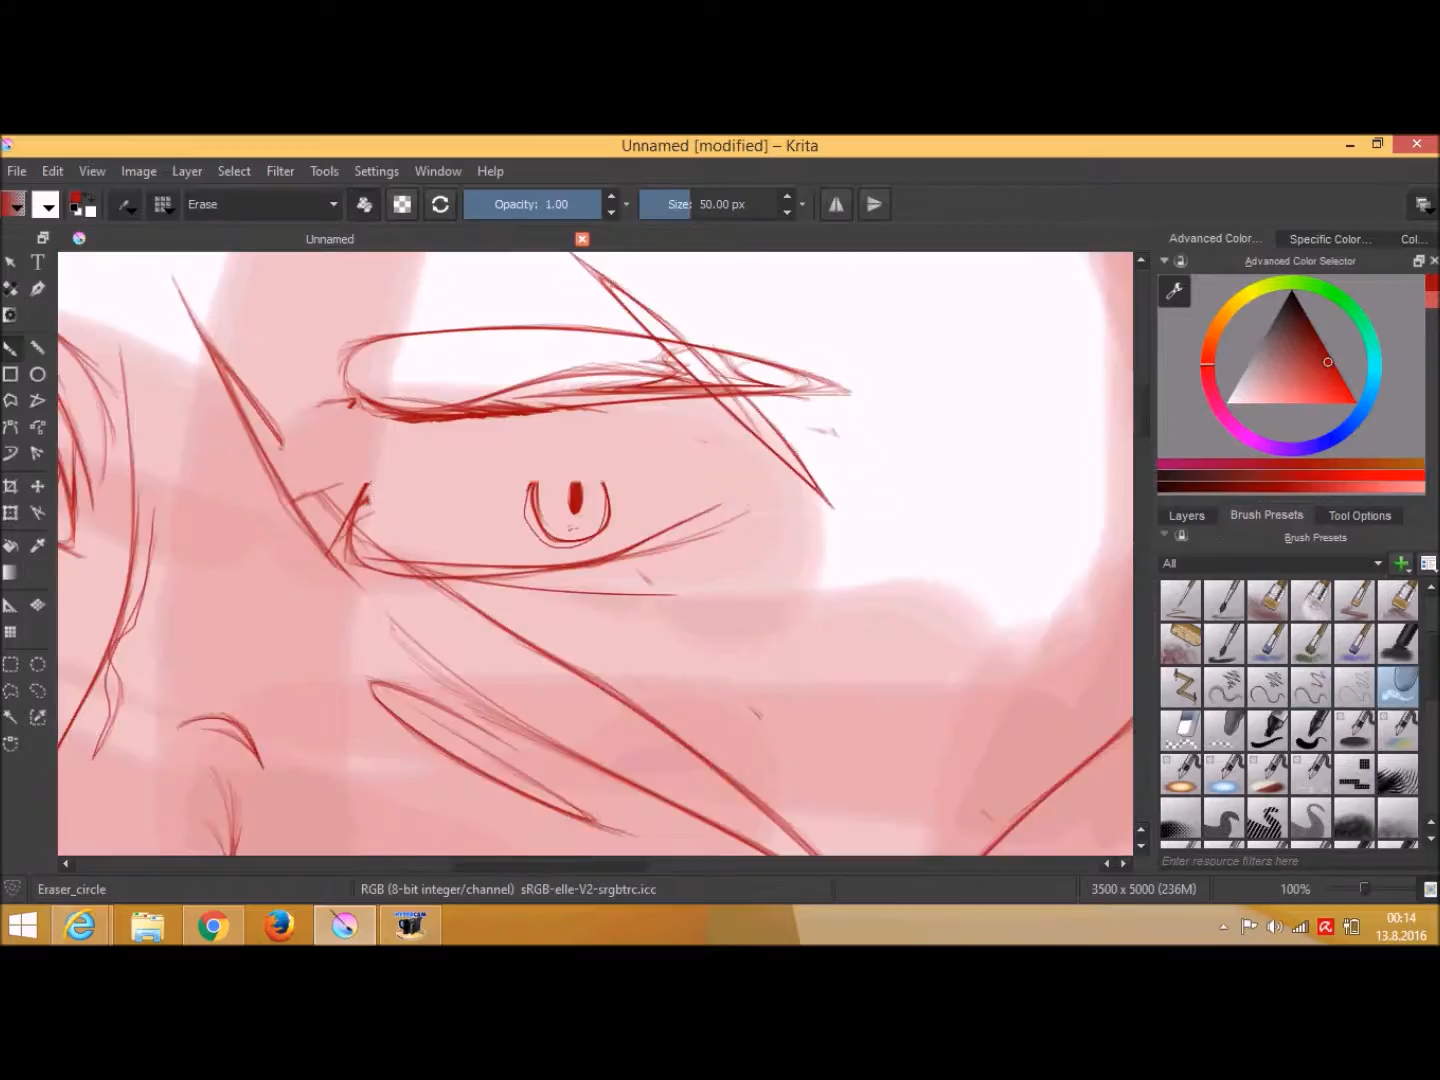 Unnamed [modified] – Krita
File Edit View Image Layer Select Filter Tools Settings Window Help
Erase Opacity: 1.00 Size: 50.00 px
Unnamed
Advanced Color... Specific Color... Col...
Advanced Color Selector
Layers Brush Presets Tool Options
Brush Presets
All
Enter resource filters here
Eraser_circle RGB (8-bit integer/channel) sRGB-elle-V2-srgbtrc.icc 3500 x 5000 (236M) 100%
HYPERCAM
00:14
13.8.2016